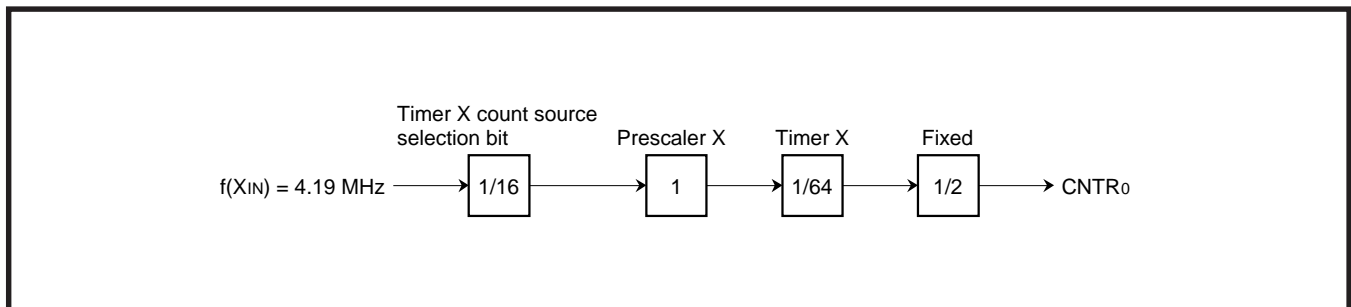 Timer X count source
selection bit
Prescaler X
Timer X
Fixed
f(XIN) = 4.19 MHz
1/16
1
1/64
1/2
CNTR0